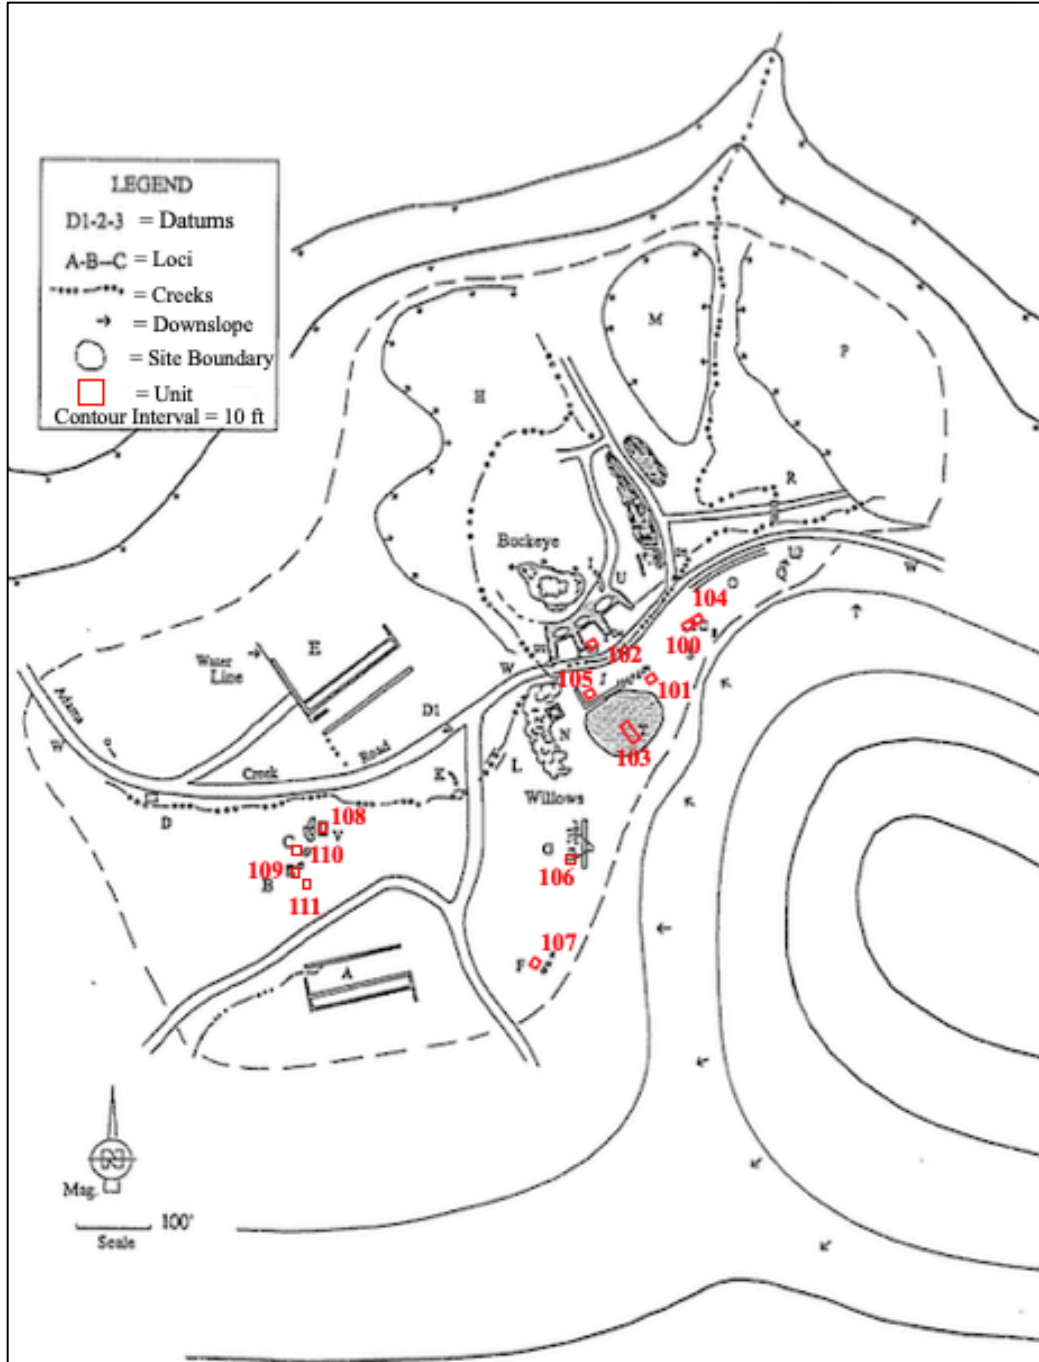 LEGEND
D1-2-3 = Datums
A-B-C = Loci
= Creeks
= Downslope
= Site Boundary
= Unit
Contour Interval = 10 ft
M
P
H
R
Bockeye
I
U
O
Q
W
104
100
E
Water
Line
102
W
105
J
101
Adams
W
D1
N
103
Road
Creek
K
L
Willows
D
108
V
C
110
G
109
B
106
111
107
F
A
Mag.
100'
Scale